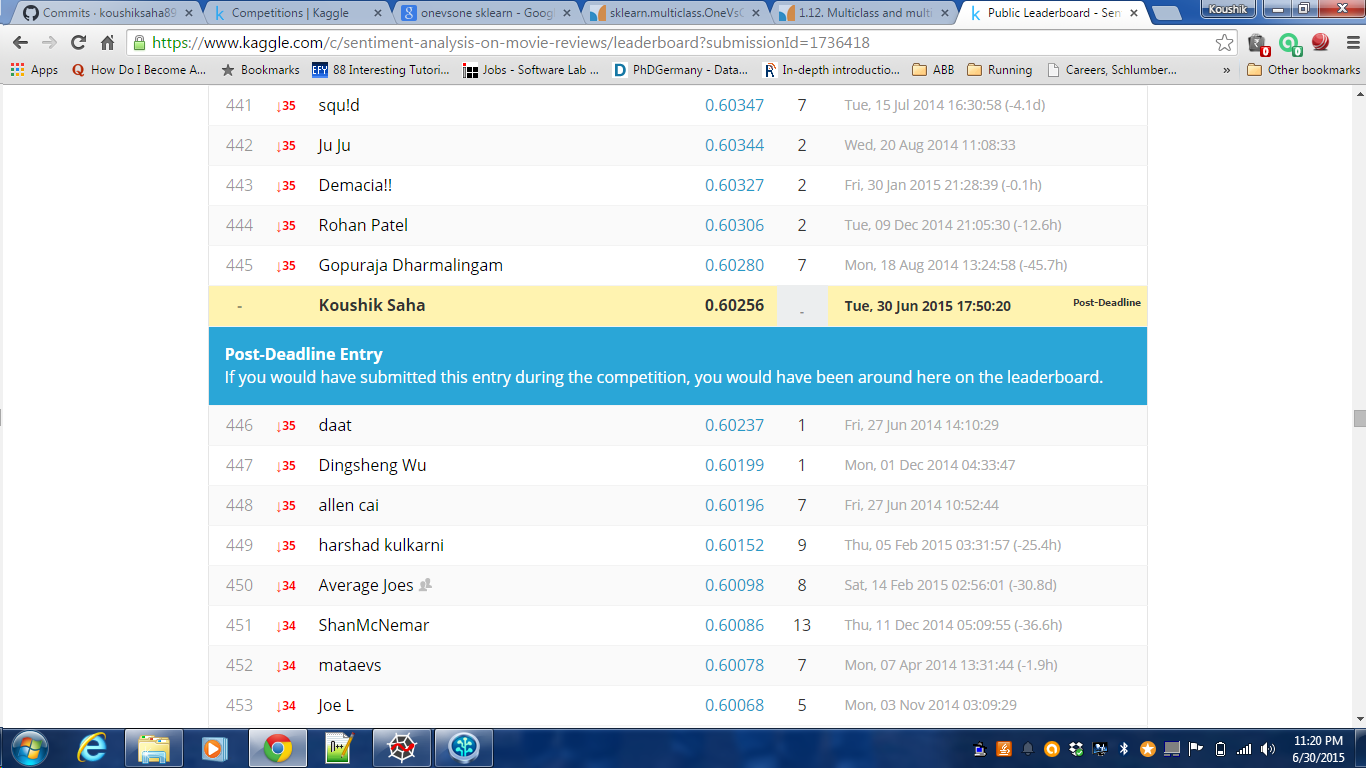 Commits · koushiksaha89
Competitions | Kaggle
onevsone sklearn - Goog
sklearn.multiclass.OneVsO
1.12. Multiclass and multi
Public Leaderboard - Sen
Koushik
https://www.kaggle.com/c/sentiment-analysis-on-movie-reviews/leaderboard?submissionId=1736418
0
0
Apps
How Do I Become A...
Bookmarks
EFY 88 Interesting Tutori...
Jobs - Software Lab ...
PhDGermany - Data...
In-depth introductio...
ABB
Running
Careers, Schlumber...
»
Other bookmarks
441 ↓35 squ!d 0.60347 7 Tue, 15 Jul 2014 16:30:58 (-4.1d)
442 ↓35 Ju Ju 0.60344 2 Wed, 20 Aug 2014 11:08:33
443 ↓35 Demacia!! 0.60327 2 Fri, 30 Jan 2015 21:28:39 (-0.1h)
444 ↓35 Rohan Patel 0.60306 2 Tue, 09 Dec 2014 21:05:30 (-12.6h)
445 ↓35 Gopuraja Dharmalingam 0.60280 7 Mon, 18 Aug 2014 13:24:58 (-45.7h)
- Koushik Saha 0.60256 - Tue, 30 Jun 2015 17:50:20 Post-Deadline
Post-Deadline Entry
If you would have submitted this entry during the competition, you would have been around here on the leaderboard.
446 ↓35 daat 0.60237 1 Fri, 27 Jun 2014 14:10:29
447 ↓35 Dingsheng Wu 0.60199 1 Mon, 01 Dec 2014 04:33:47
448 ↓35 allen cai 0.60196 7 Fri, 27 Jun 2014 10:52:44
449 ↓35 harshad kulkarni 0.60152 9 Thu, 05 Feb 2015 03:31:57 (-25.4h)
450 ↓34 Average Joes 0.60098 8 Sat, 14 Feb 2015 02:56:01 (-30.8d)
451 ↓34 ShanMcNemar 0.60086 13 Thu, 11 Dec 2014 05:09:55 (-36.6h)
452 ↓34 mataevs 0.60078 7 Mon, 07 Apr 2014 13:31:44 (-1.9h)
453 ↓34 Joe L 0.60068 5 Mon, 03 Nov 2014 03:09:29
11:20 PM
6/30/2015